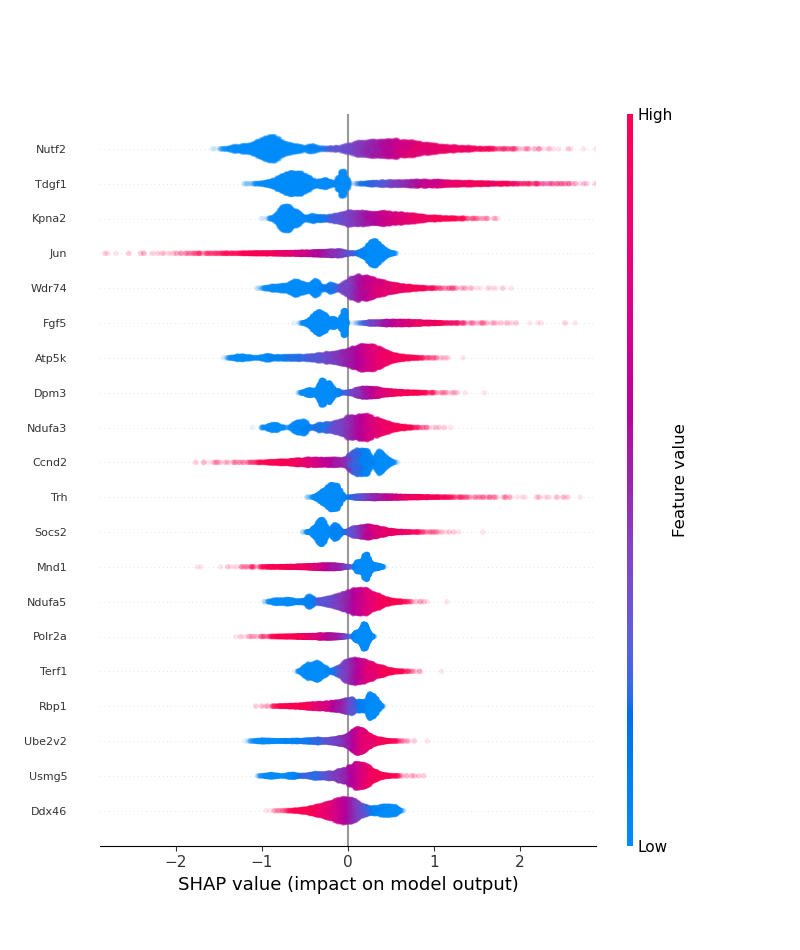 High
Nutf2
Tdgf1
Kpna2
Jun
Wdr74
Fgf5
Atp5k
Dpm3
Ndufa3
Ccnd2
Trh
Socs2
Mnd1
Ndufa5
Polr2a
Terf1
Rbp1
Ube2v2
Usmg5
Ddx46
Feature value
Low
−2 −1 0 1 2
SHAP value (impact on model output)